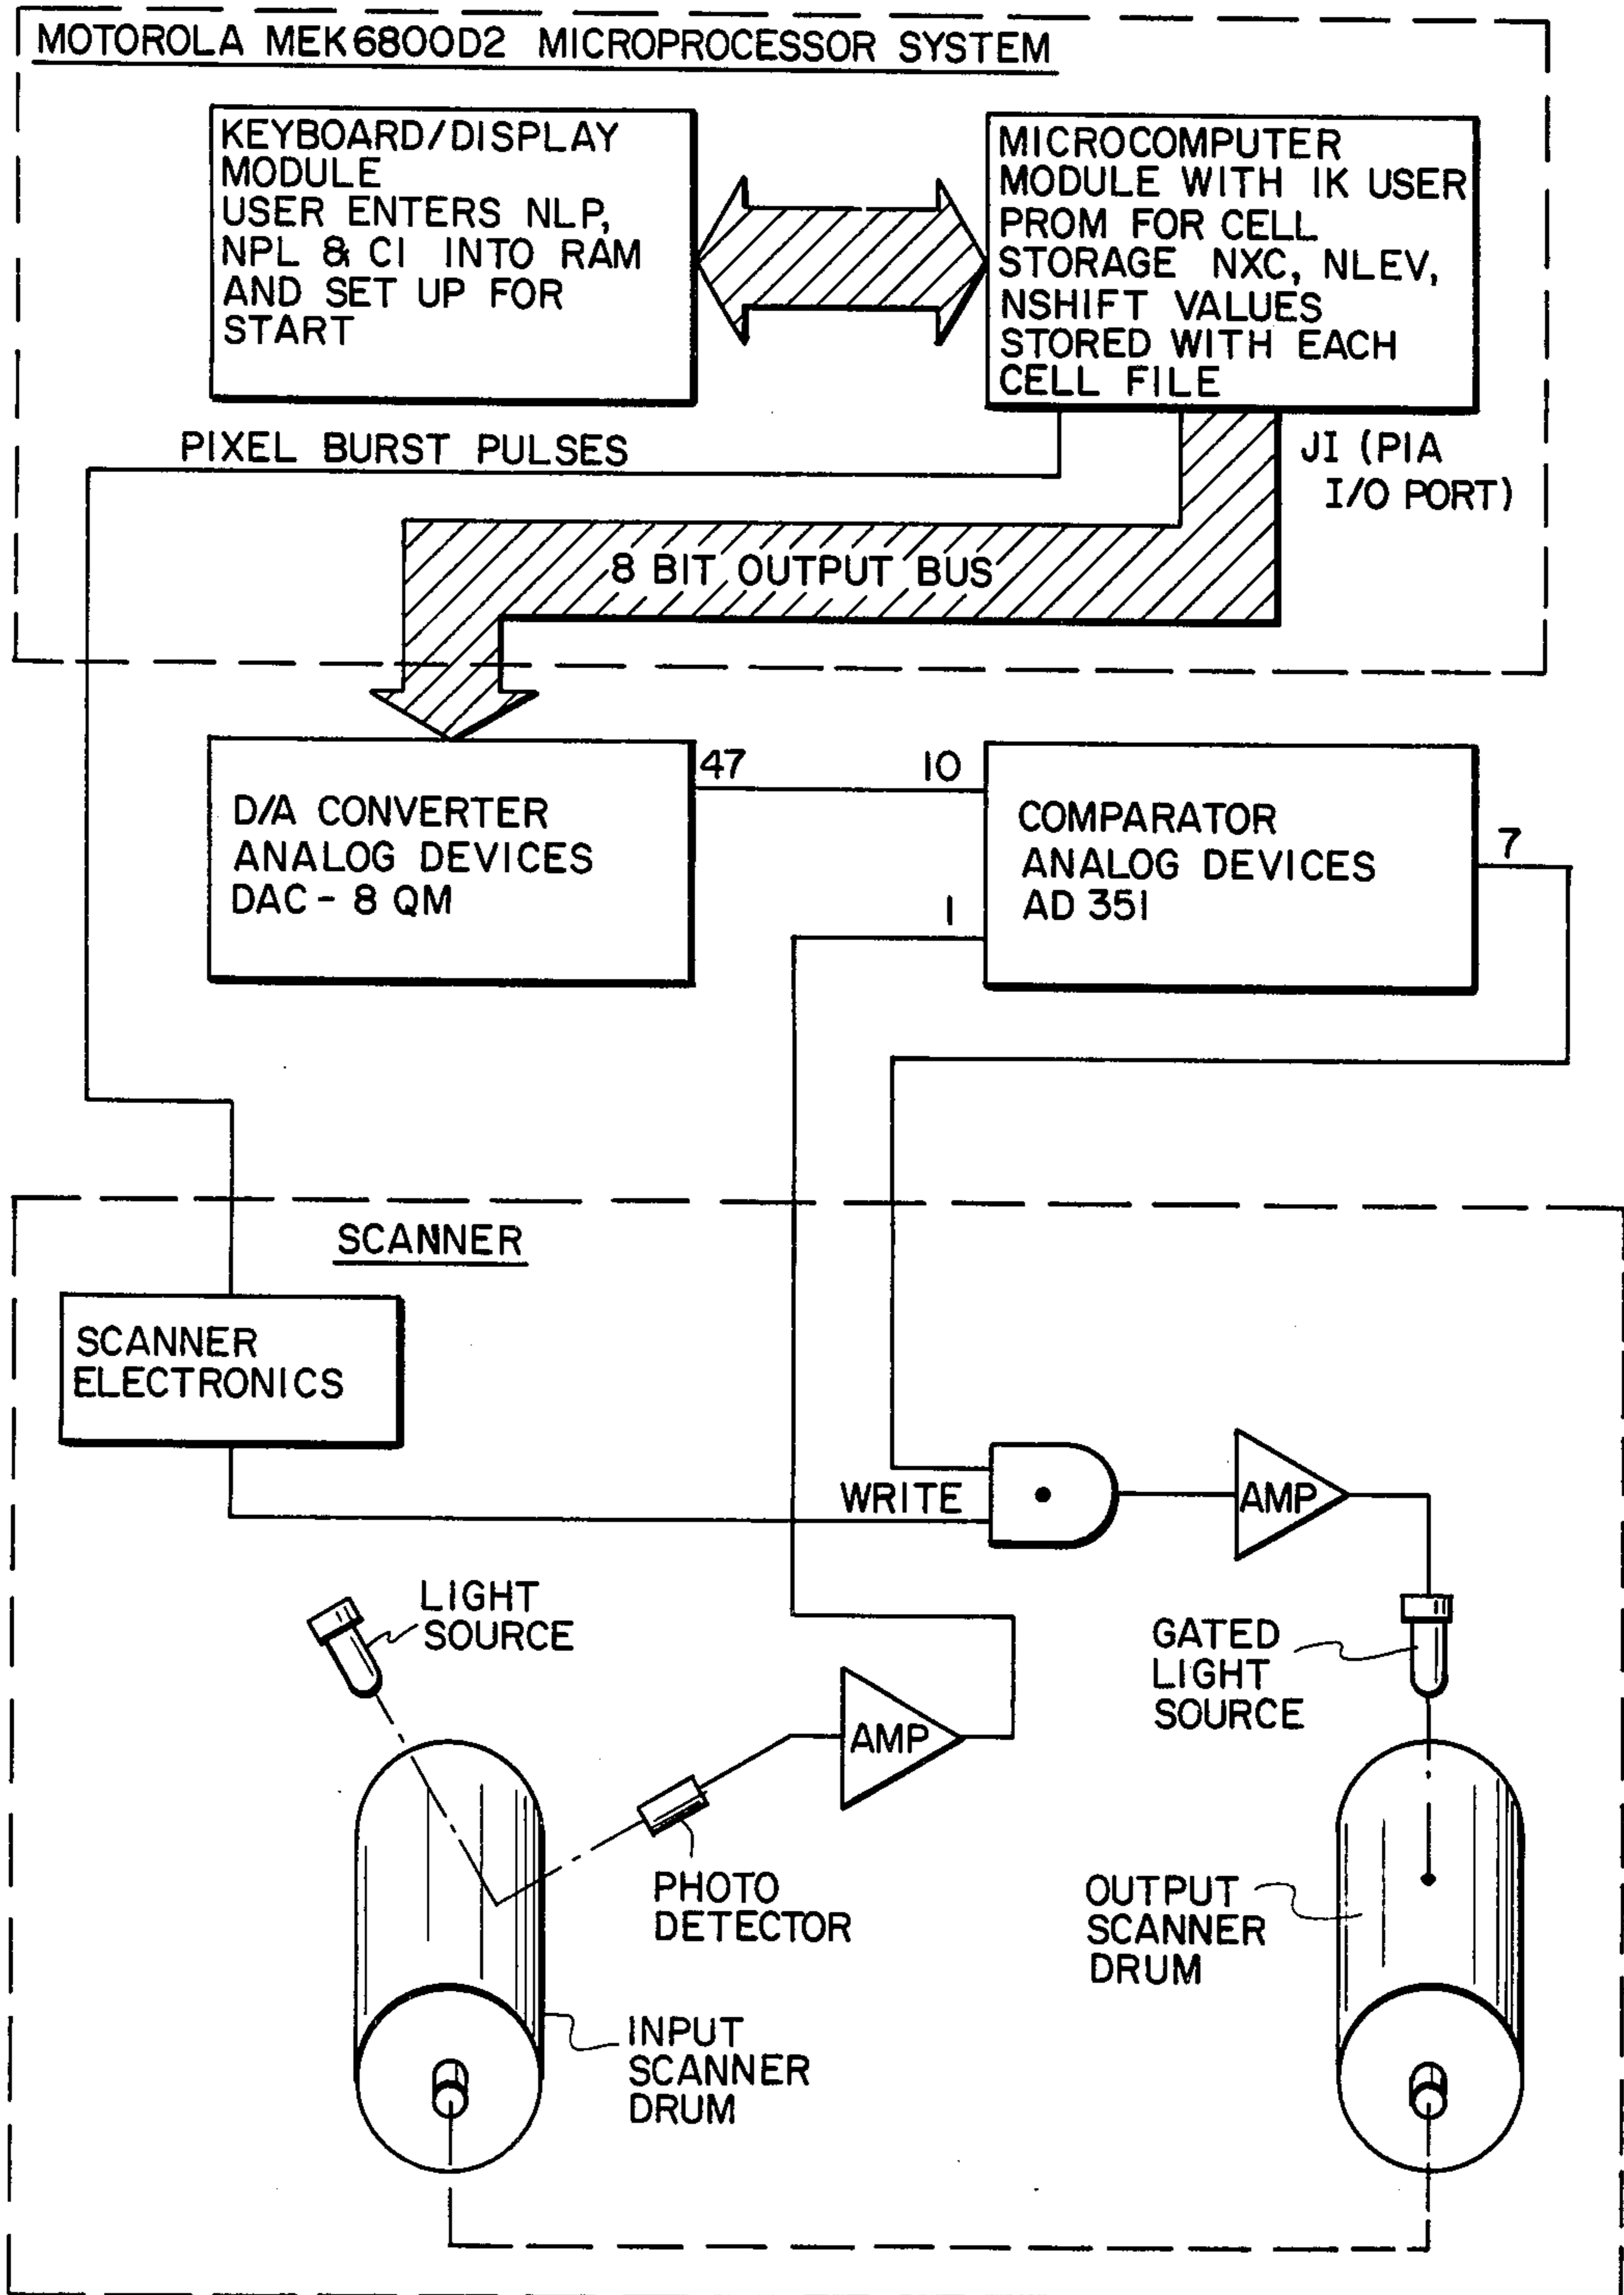 MOTOROLA MEK6800D2 MICROPROCESSOR SYSTEM
KEYBOARD/DISPLAY
MODULE
USER ENTERS NLP,
NPL & CI INTO RAM
AND SET UP FOR
START
MICROCOMPUTER
MODULE WITH IK USER
PROM FOR CELL
STORAGE NXC, NLEV,
NSHIFT VALUES
STORED WITH EACH
CELL FILE
PIXEL BURST PULSES
JI (PIA
I/O PORT)
8 BIT OUTPUT BUS
D/A CONVERTER
ANALOG DEVICES
DAC - 8 QM
47
10
1
COMPARATOR
ANALOG DEVICES
AD 351
7
SCANNER
SCANNER
ELECTRONICS
WRITE
AMP
LIGHT
SOURCE
GATED
LIGHT
SOURCE
AMP
PHOTO
DETECTOR
OUTPUT
SCANNER
DRUM
INPUT
SCANNER
DRUM